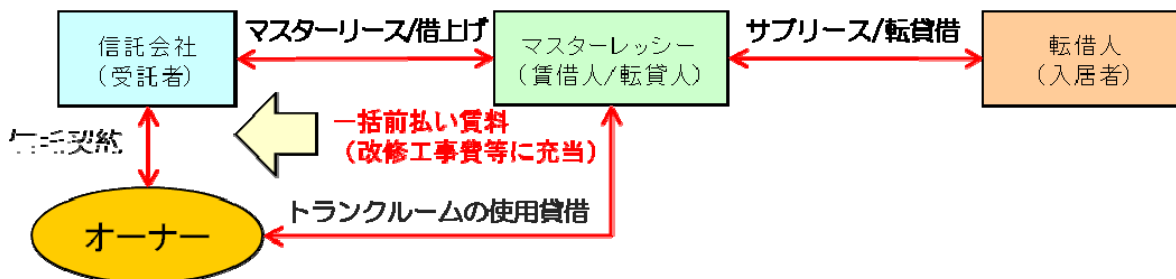 信託会社
（受託者）
マスターリース/借上げ
マスターレッシー
（賃借人/転貸人）
サブリース/転貸借
転借人
（入居者）
一括前払い賃料
（改修工事費等に充当）
トランクルームの使用貸借
オーナー